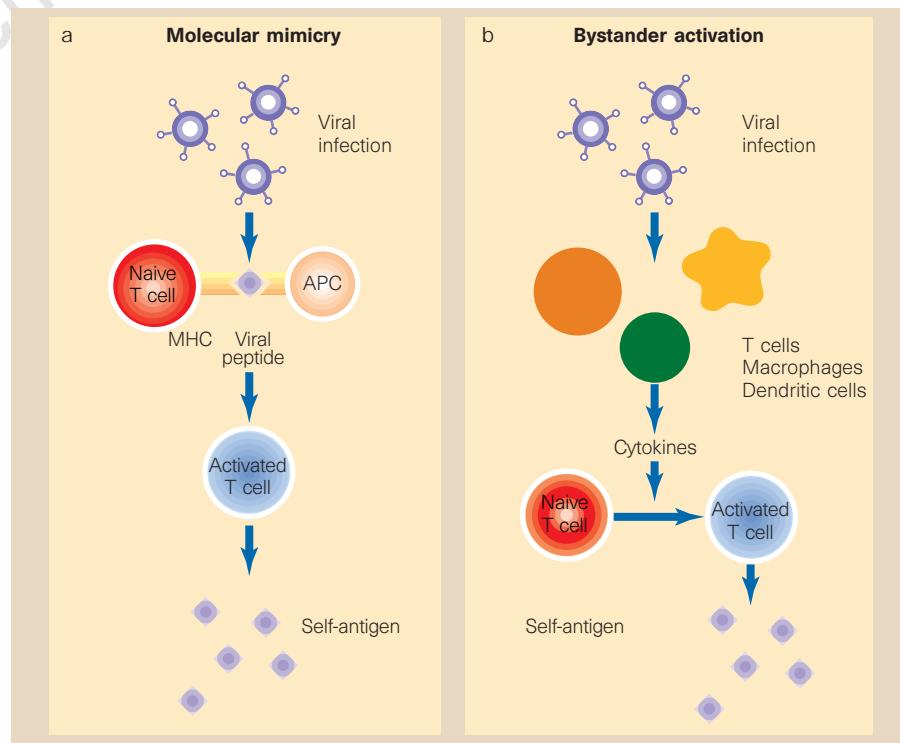 a
Molecular mimicry
Viral
infection
Naive
T cell
APC
MHC
Viral
peptide
Activated
T cell
Self-antigen
b
Bystander activation
Viral
infection
T cells
Macrophages
Dendritic cells
Cytokines
Naive
T cell
Activated
T cell
Self-antigen